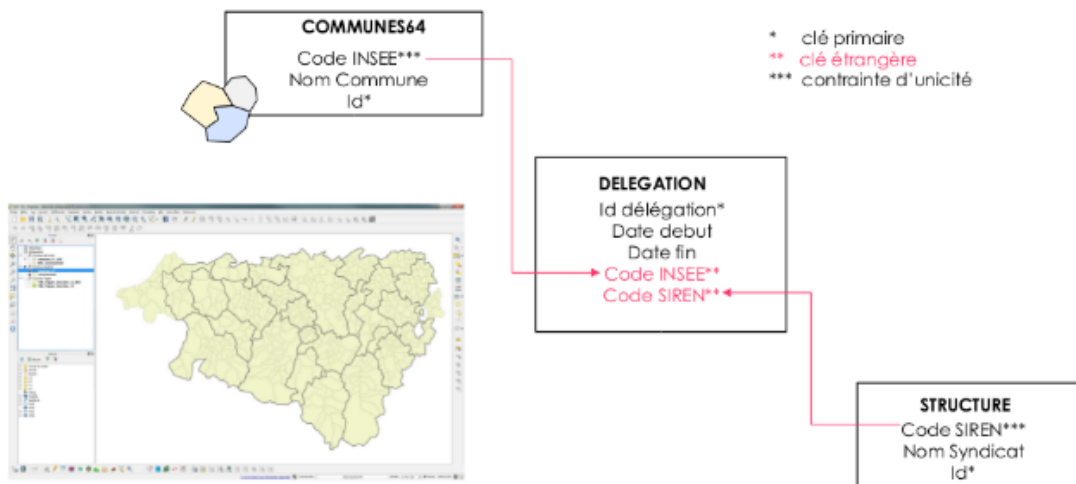 COMMUNES64
Code INSEE***
Nom Commune
Id*
* clé primaire
** clé étrangère
*** contrainte d'unicité
DELEGATION
Id délégation*
Date debut
Date fin
Code INSEE**
Code SIREN**
STRUCTURE
Code SIREN***
Nom Syndicat
Id*